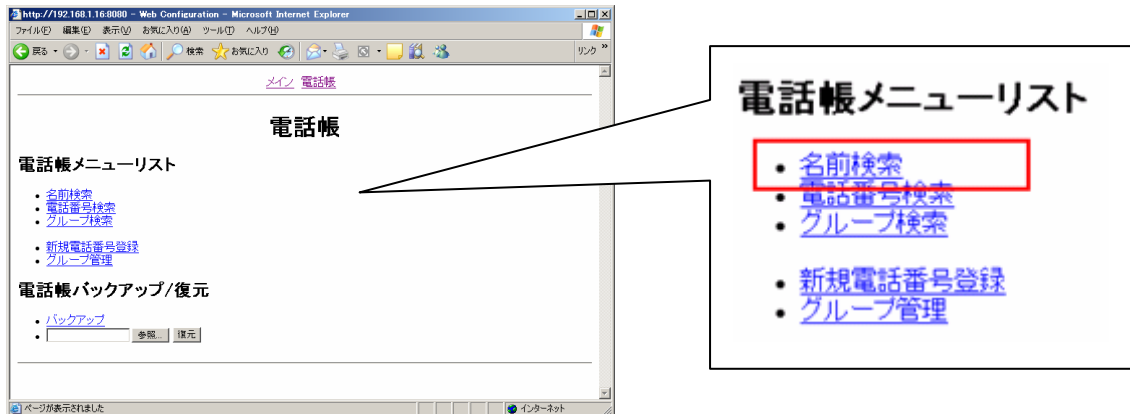 http://192.168.1.16:8080 - Web Configuration - Microsoft Internet Explorer
ファイル(F) 編集(E) 表示(V) お気に入り(A) ツール(T) ヘルプ(H)
戻る 検索 お気に入り リンク »
メイン 電話帳
電話帳
電話帳メニューリスト
• 名前検索
• 電話番号検索
• グループ検索
• 新規電話番号登録
• グループ管理
電話帳バックアップ/復元
• バックアップ
• 参照... 復元
ページが表示されました インターネット
電話帳メニューリスト
• 名前検索
• 電話番号検索
• グループ検索
• 新規電話番号登録
• グループ管理